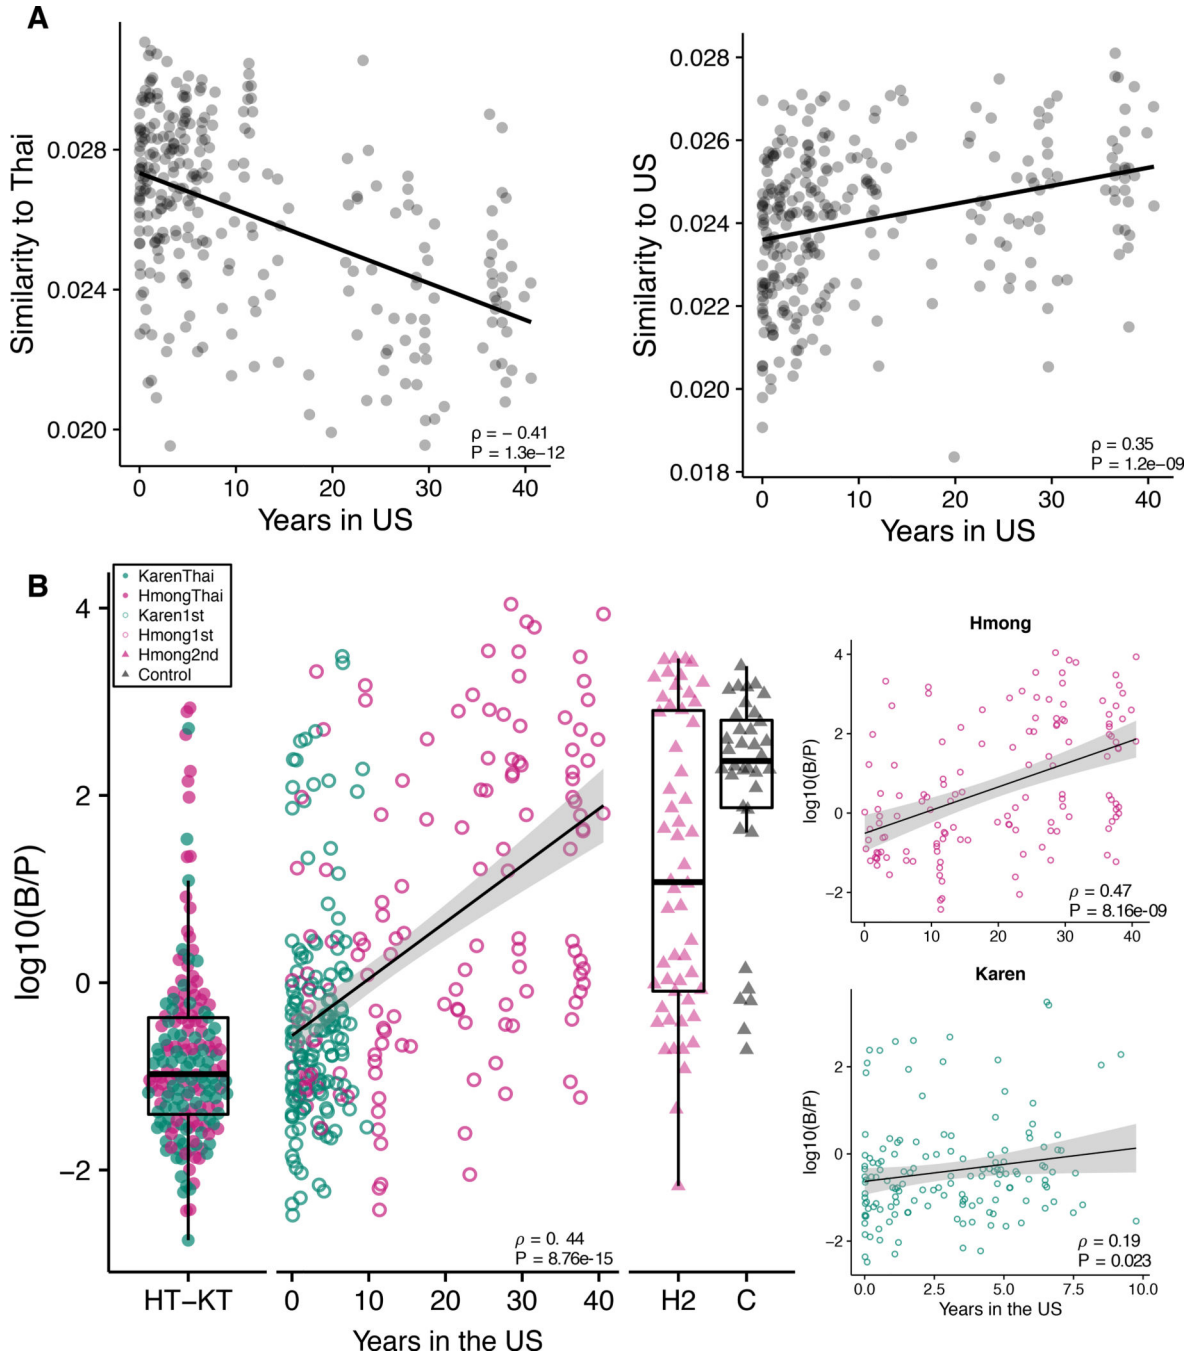 A
Similarity to Thai
0.028
0.024
0.020
0 10 20 30 40
Years in US
ρ = − 0.41
P = 1.3e−12
Similarity to US
0.028
0.026
0.024
0.022
0.020
0.018
0 10 20 30 40
Years in US
ρ = 0.35
P = 1.2e−09
B
KarenThai
HmongThai
Karen1st
Hmong1st
Hmong2nd
Control
log10(B/P)
4
2
0
−2
HT−KT
0 10 20 30 40
Years in the US
ρ = 0. 44
P = 8.76e-15
H2 C
Hmong
log10(B/P)
4
2
0
−2
0 10 20 30 40
ρ = 0.47
P = 8.16e-09
Karen
log10(B/P)
2
0
−2
0.0 2.5 5.0 7.5 10.0
Years in the US
ρ = 0.19
P = 0.023